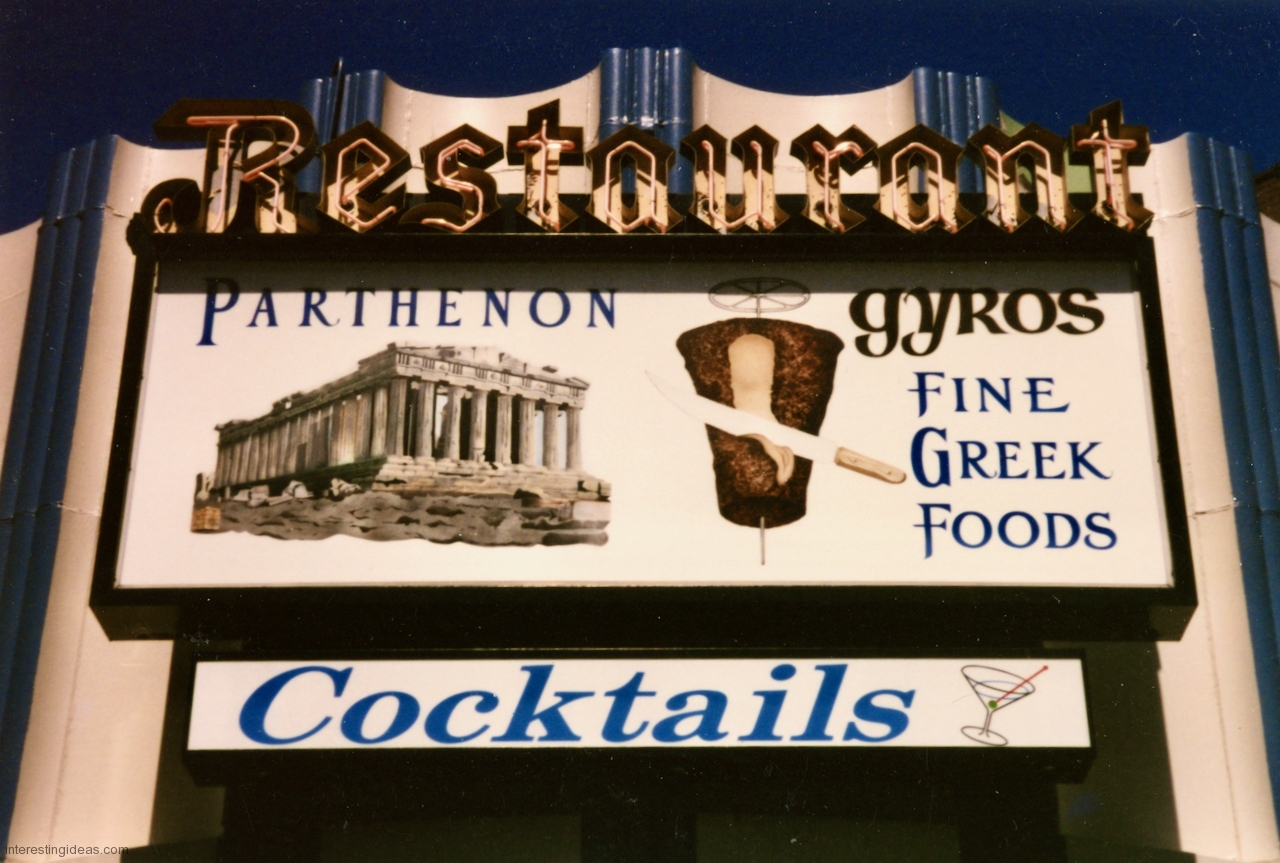 Restaurant
PARTHENON
gyros
FINE
GREEK
FOODS
Cocktails
interestingideas.com